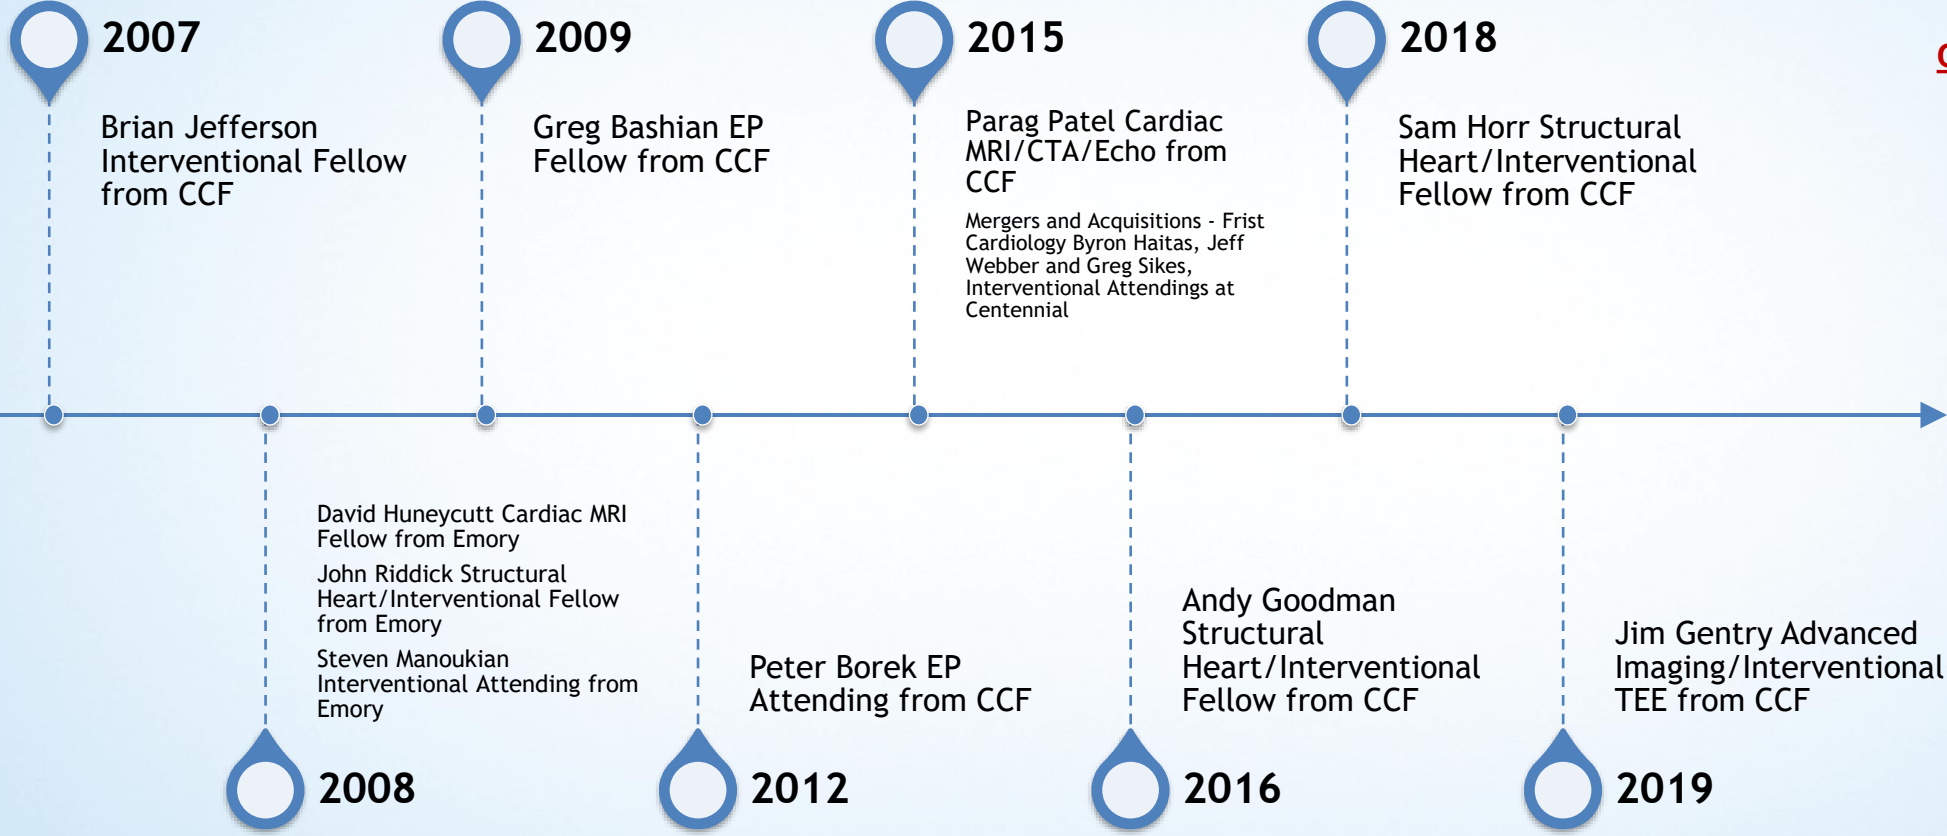 2007
Brian Jefferson
Interventional Fellow
from CCF
2009
Greg Bashian EP
Fellow from CCF
2015
Parag Patel Cardiac
MRI/CTA/Echo from
CCF
Mergers and Acquisitions - Frist
Cardiology Byron Haitas, Jeff
Webber and Greg Sikes,
Interventional Attendings at
Centennial
2018
Sam Horr Structural
Heart/Interventional
Fellow from CCF
David Huneycutt Cardiac MRI
Fellow from Emory
John Riddick Structural
Heart/Interventional Fellow
from Emory
Steven Manoukian
Interventional Attending from
Emory
2008
Peter Borek EP
Attending from CCF
2012
Andy Goodman
Structural
Heart/Interventional
Fellow from CCF
2016
Jim Gentry Advanced
Imaging/Interventional
TEE from CCF
2019